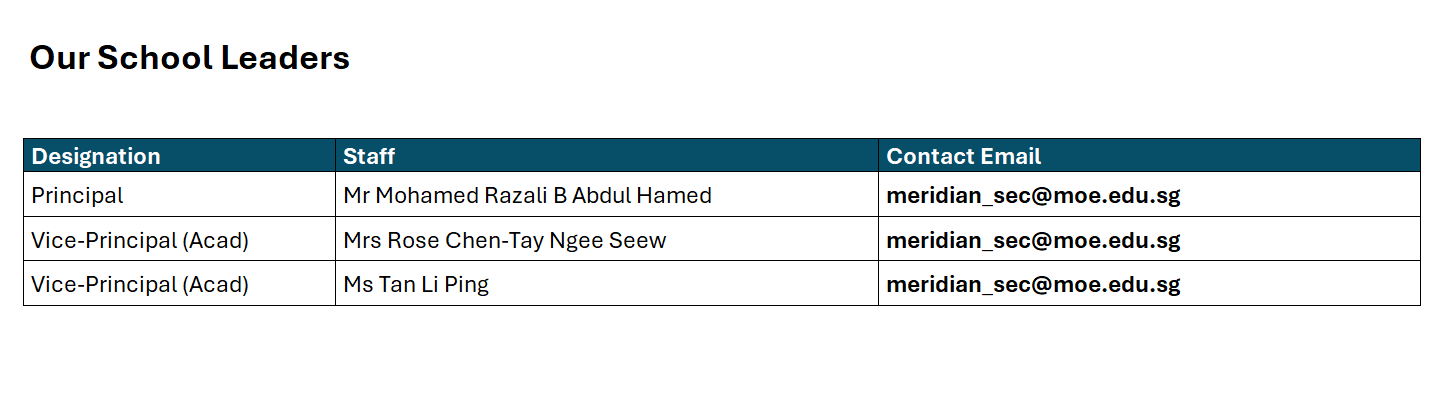 Our School Leaders
Designation Staff Contact Email
Principal Mr Mohamed Razali B Abdul Hamed meridian_sec@moe.edu.sg
Vice-Principal (Acad) Mrs Rose Chen-Tay Ngee Seew meridian_sec@moe.edu.sg
Vice-Principal (Acad) Ms Tan Li Ping meridian_sec@moe.edu.sg